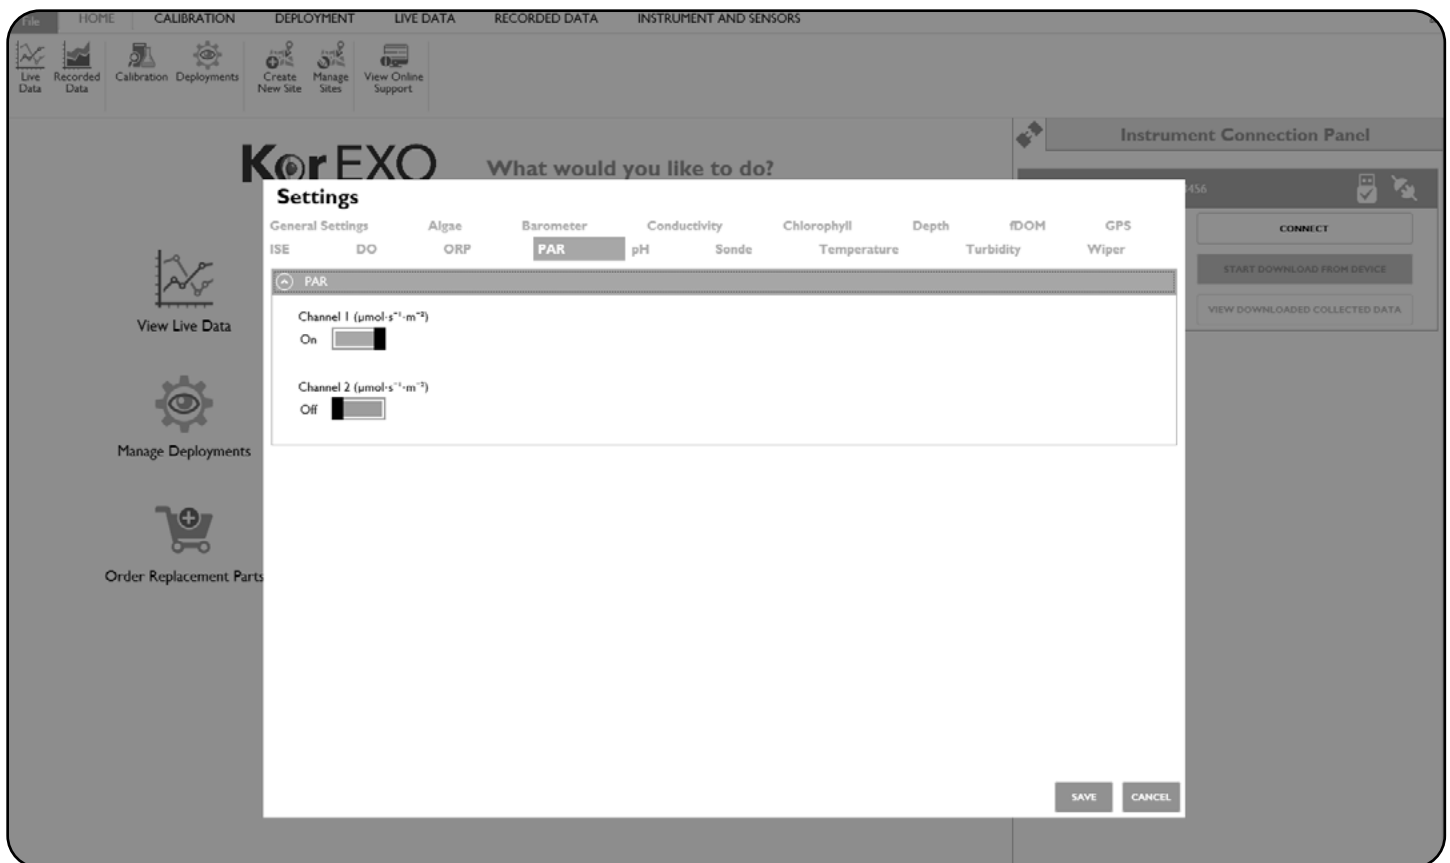 File HOME CALIBRATION DEPLOYMENT LIVE DATA RECORDED DATA INSTRUMENT AND SENSORS
Live Data
Recorded Data
Calibration
Deployments
Create New Site
Manage Sites
View Online Support
Instrument Connection Panel
Kor EXO
What would you like to do?
3456
CONNECT
START DOWNLOAD FROM DEVICE
VIEW DOWNLOADED COLLECTED DATA
View Live Data
Manage Deployments
Order Replacement Parts
Settings
General Settings Algae Barometer Conductivity Chlorophyll Depth fDOM GPS
ISE DO ORP PAR pH Sonde Temperature Turbidity Wiper
PAR
Channel 1 (µmol·s⁻¹·m⁻²)
On
Channel 2 (µmol·s⁻¹·m⁻²)
Off
SAVE CANCEL